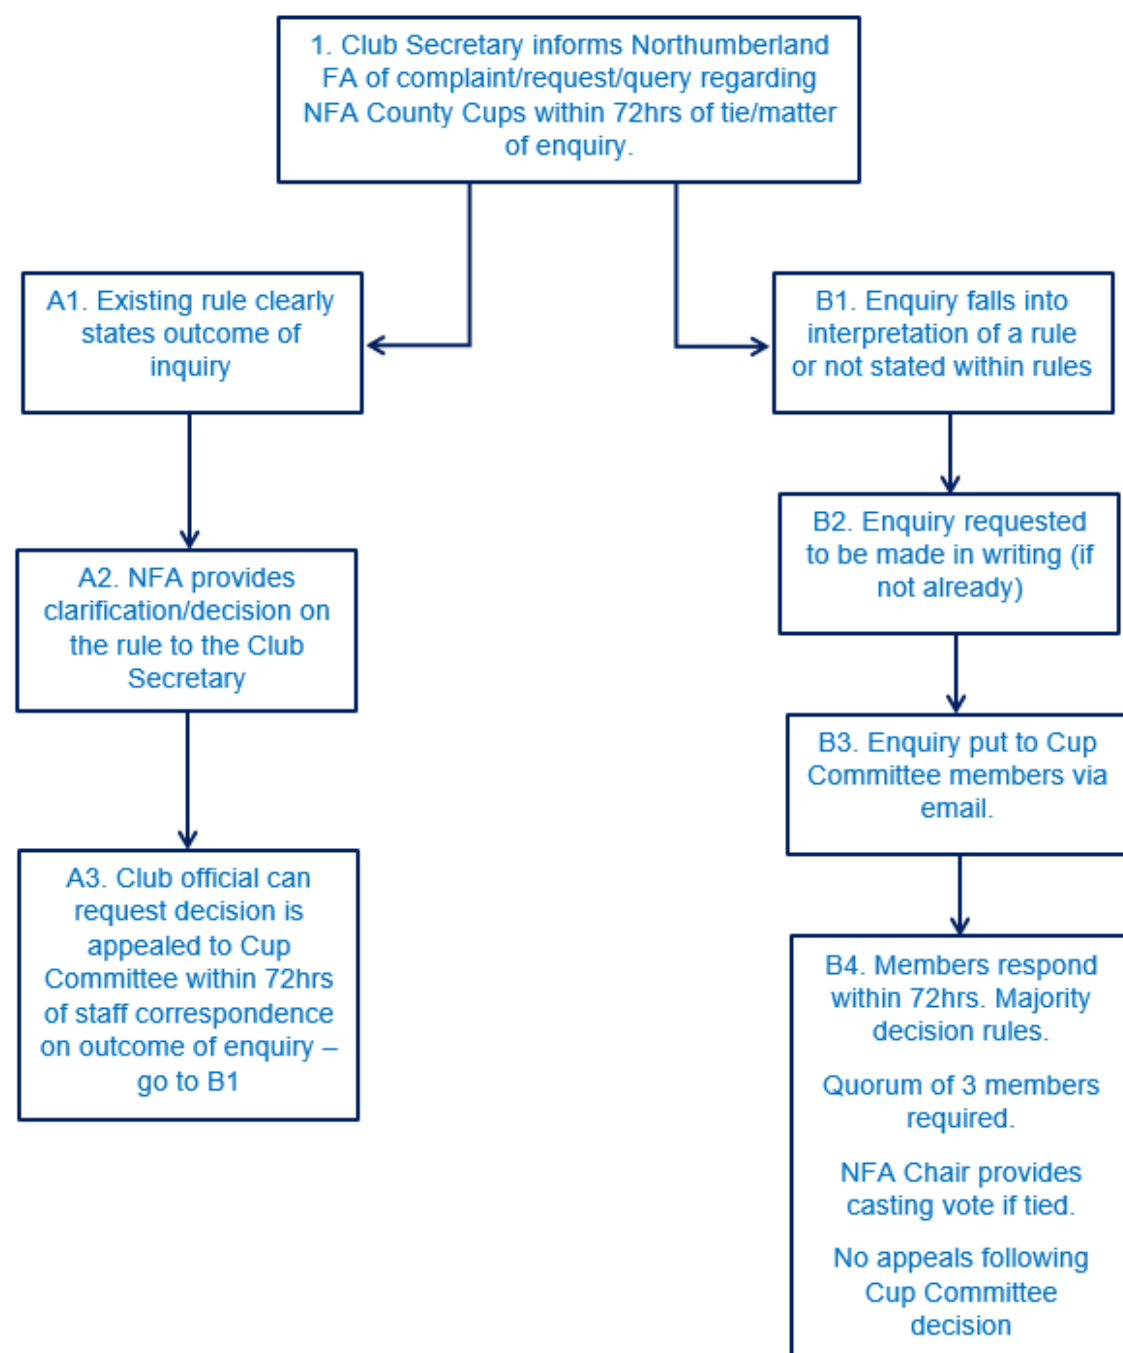 1. Club Secretary informs Northumberland
FA of complaint/request/query regarding
NFA County Cups within 72hrs of tie/matter
of enquiry.
A1. Existing rule clearly
states outcome of
inquiry
A2. NFA provides
clarification/decision on
the rule to the Club
Secretary
A3. Club official can
request decision is
appealed to Cup
Committee within 72hrs
of staff correspondence
on outcome of enquiry –
go to B1
B1. Enquiry falls into
interpretation of a rule
or not stated within rules
B2. Enquiry requested
to be made in writing (if
not already)
B3. Enquiry put to Cup
Committee members via
email.
B4. Members respond
within 72hrs. Majority
decision rules.
Quorum of 3 members
required.
NFA Chair provides
casting vote if tied.
No appeals following
Cup Committee
decision